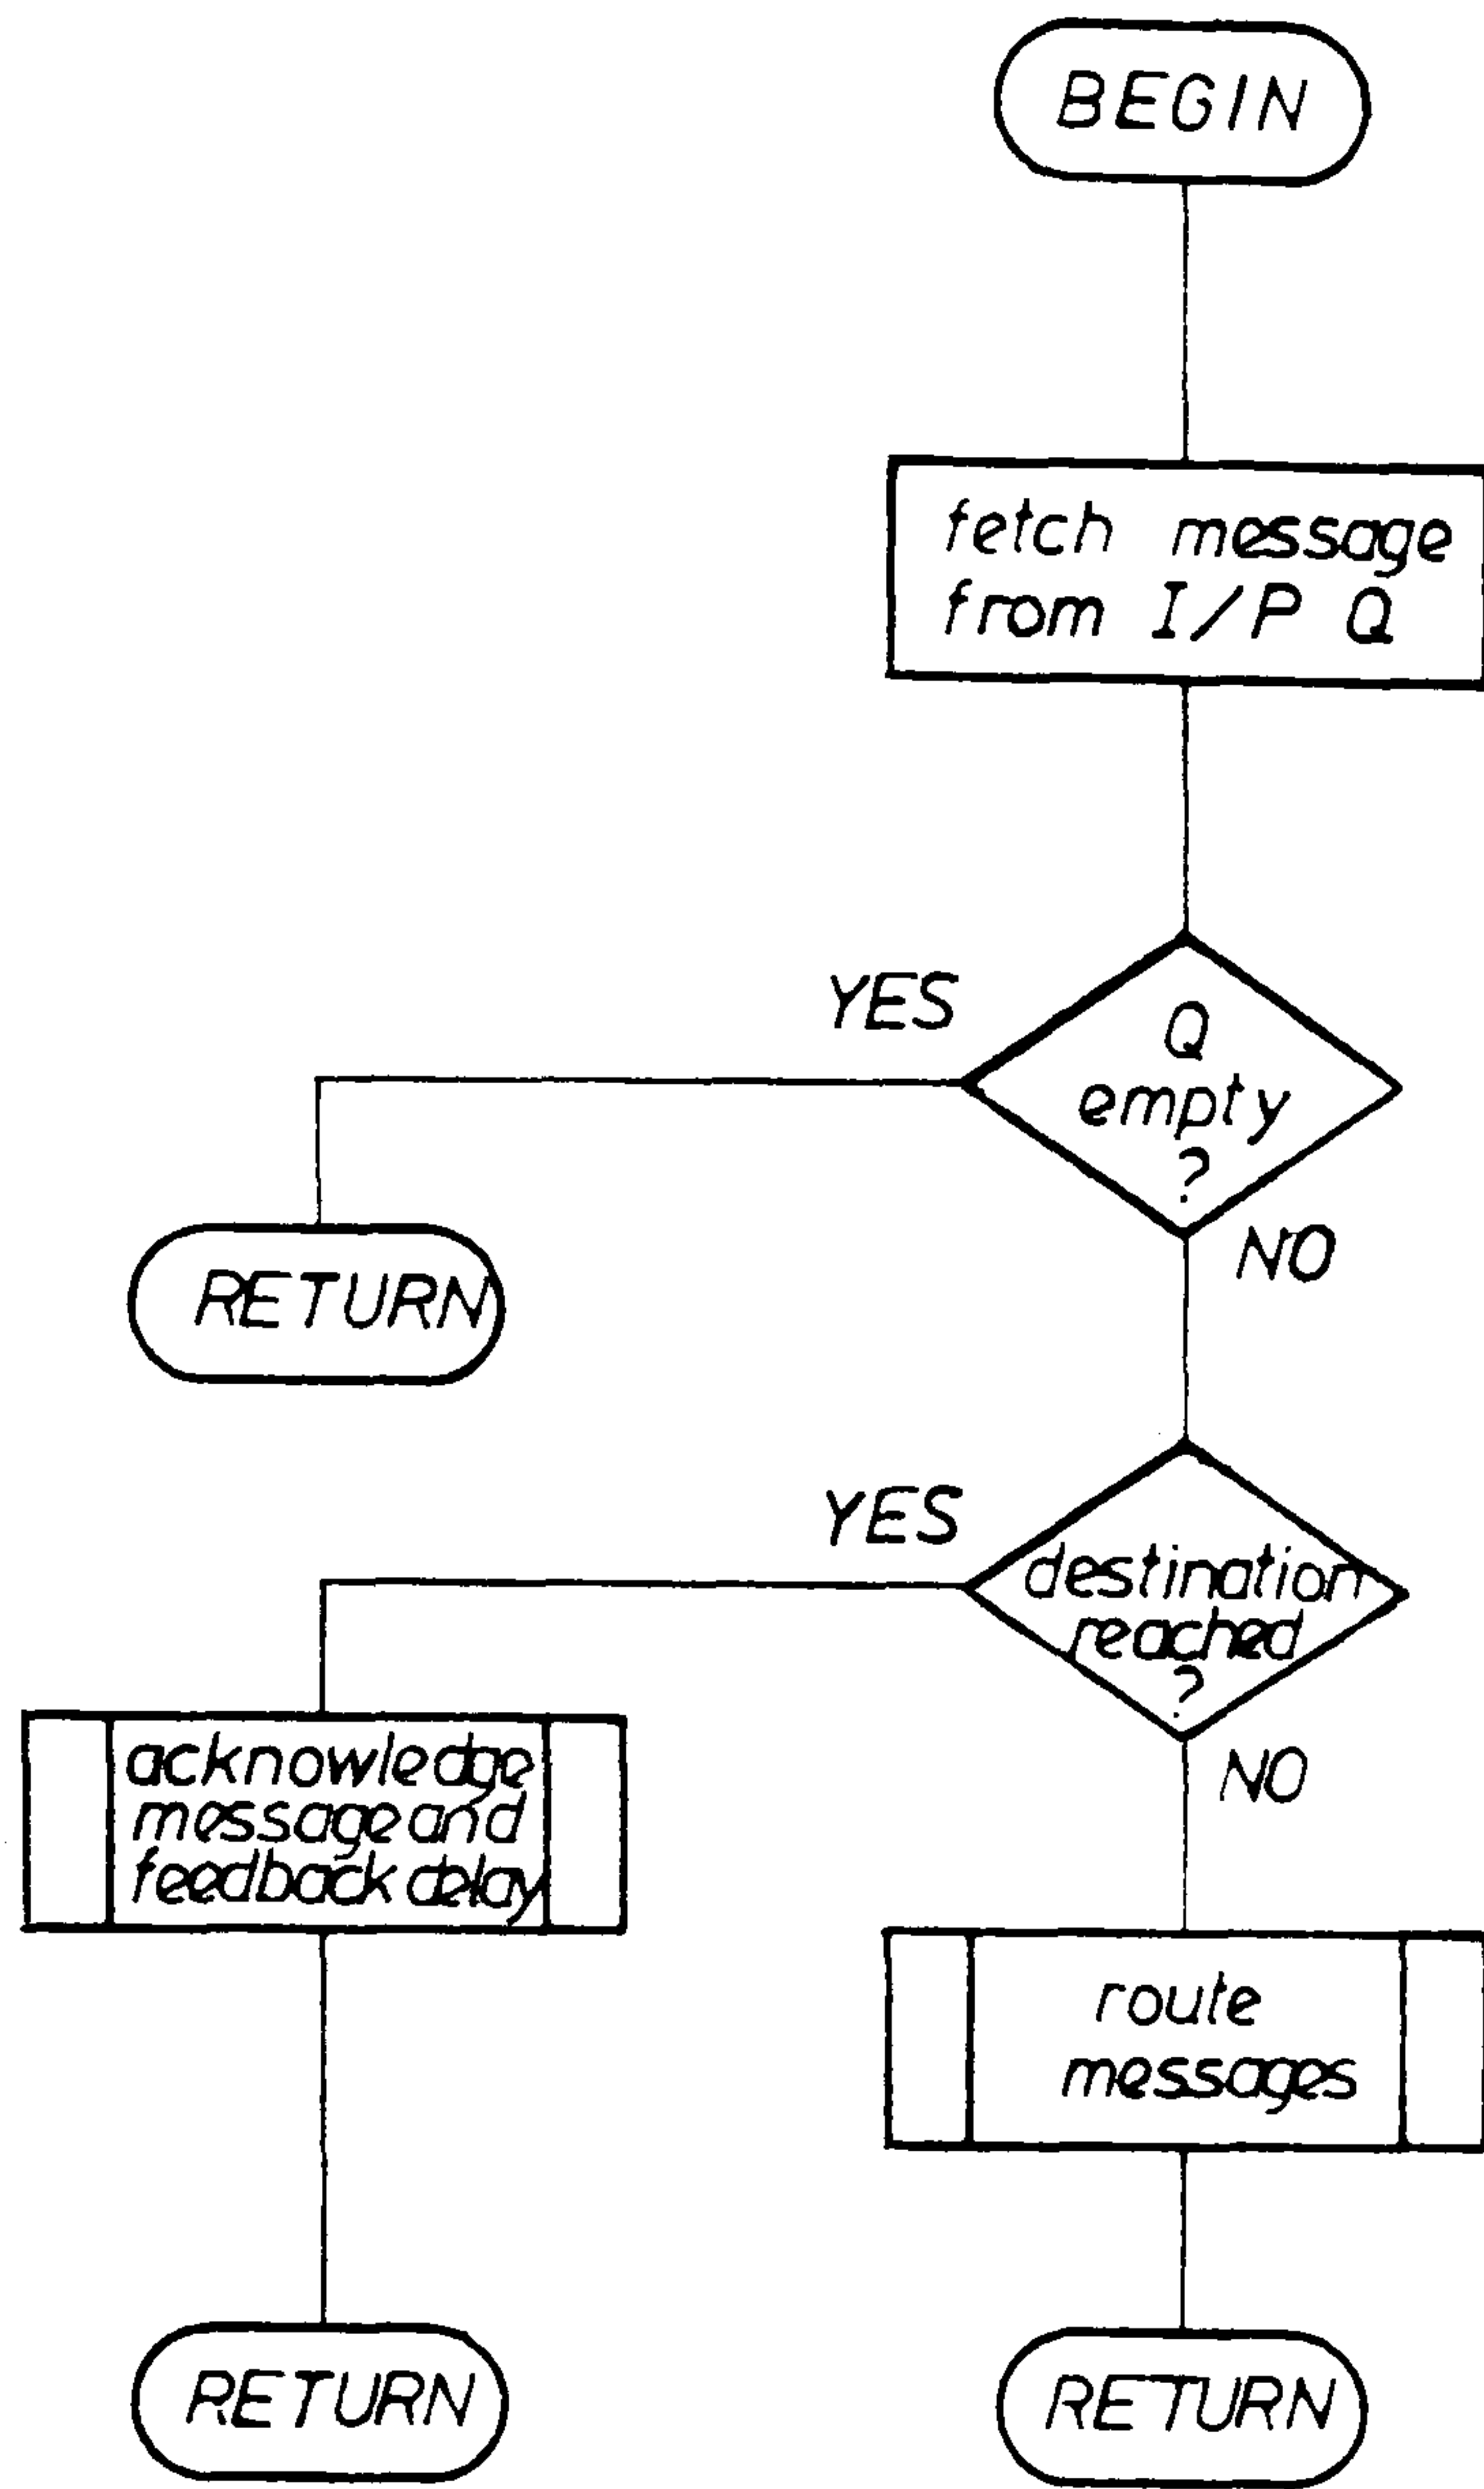 BEGIN
fetch message
from I/P Q
YES
Q
empty
?
NO
RETURN
YES
destination
reached
?
NO
acknowledge
message and
feedback delay
route
messages
RETURN
RETURN